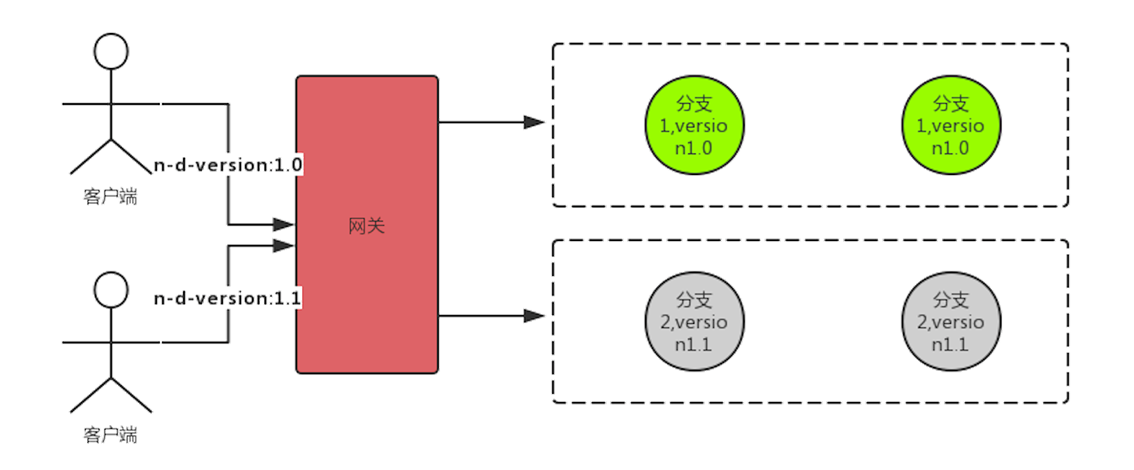 n-d-version:1.0
客户端
网关
n-d-version:1.1
客户端
分支
1,versio
n1.0
分支
1,versio
n1.0
分支
2,versio
n1.1
分支
2,versio
n1.1